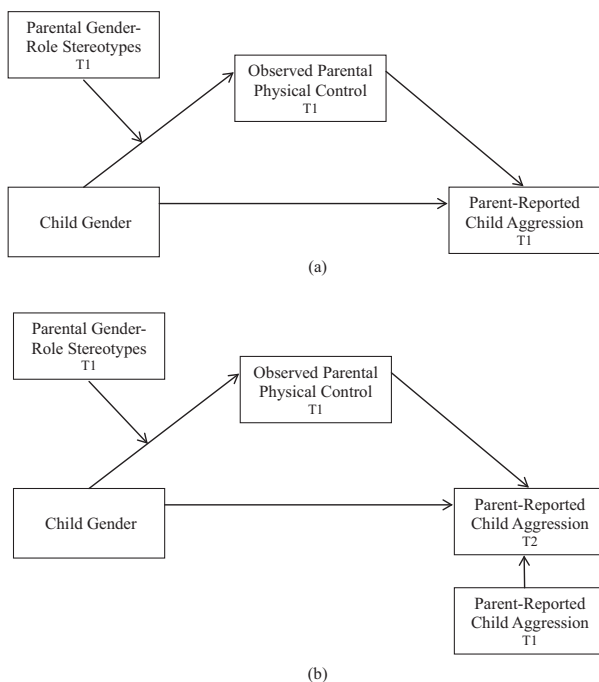 Parental Gender-
Role Stereotypes
T1
Observed Parental
Physical Control
T1
Child Gender
Parent-Reported
Child Aggression
T1
(a)
Parental Gender-
Role Stereotypes
T1
Observed Parental
Physical Control
T1
Child Gender
Parent-Reported
Child Aggression
T2
Parent-Reported
Child Aggression
T1
(b)